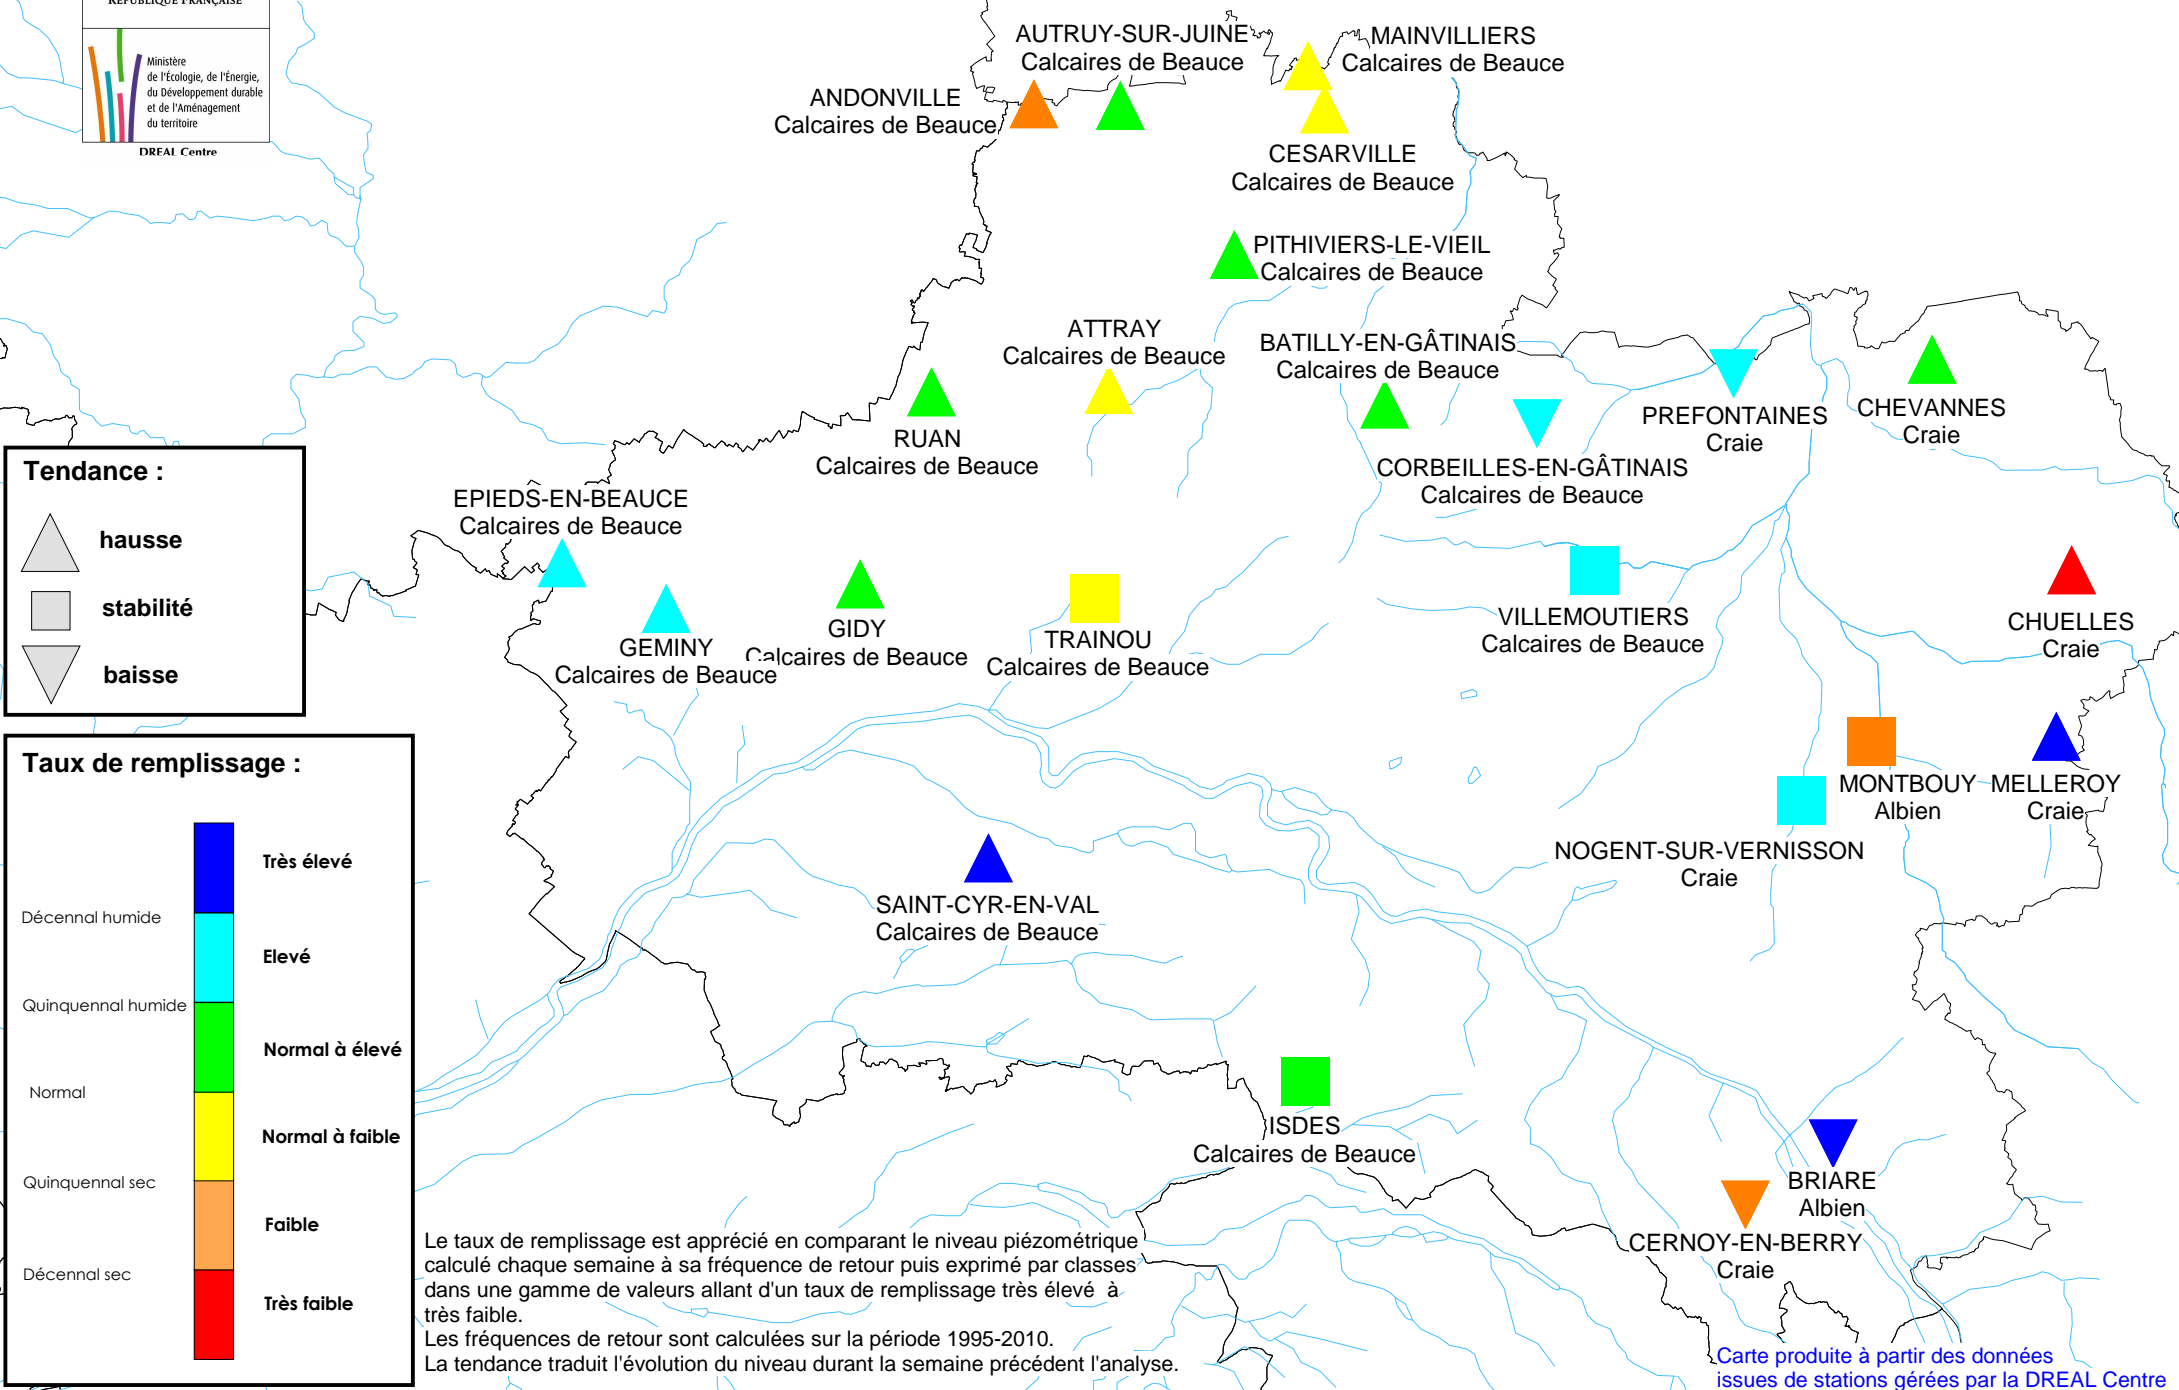 RÉPUBLIQUE FRANÇAISE
Ministère
de l'Écologie, de l'Énergie,
du Développement durable
et de l'Aménagement
du territoire
DREAL Centre
AUTRUY-SUR-JUINE
Calcaires de Beauce
MAINVILLIERS
Calcaires de Beauce
ANDONVILLE
Calcaires de Beauce
CESARVILLE
Calcaires de Beauce
PITHIVIERS-LE-VIEIL
Calcaires de Beauce
ATTRAY
Calcaires de Beauce
BATILLY-EN-GÂTINAIS
Calcaires de Beauce
PREFONTAINES
Craie
CHEVANNES
Craie
RUAN
Calcaires de Beauce
CORBEILLES-EN-GÂTINAIS
Calcaires de Beauce
EPIEDS-EN-BEAUCE
Calcaires de Beauce
GEMINY
Calcaires de Beauce
GIDY
Calcaires de Beauce
TRAINOU
Calcaires de Beauce
VILLEMOUTIERS
Calcaires de Beauce
CHUELLES
Craie
MONTBOUY
Albien
MELLEROY
Craie
NOGENT-SUR-VERNISSON
Craie
SAINT-CYR-EN-VAL
Calcaires de Beauce
ISDES
Calcaires de Beauce
BRIARE
Albien
CERNOY-EN-BERRY
Craie
Tendance :
hausse
stabilité
baisse
Taux de remplissage :
Très élevé
Décennal humide
Elevé
Quinquennal humide
Normal à élevé
Normal
Normal à faible
Quinquennal sec
Faible
Décennal sec
Très faible
Le taux de remplissage est apprécié en comparant le niveau piézométrique
calculé chaque semaine à sa fréquence de retour puis exprimé par classes
dans une gamme de valeurs allant d'un taux de remplissage très élevé à
très faible.
Les fréquences de retour sont calculées sur la période 1995-2010.
La tendance traduit l'évolution du niveau durant la semaine précédent l'analyse.
Carte produite à partir des données
issues de stations gérées par la DREAL Centre